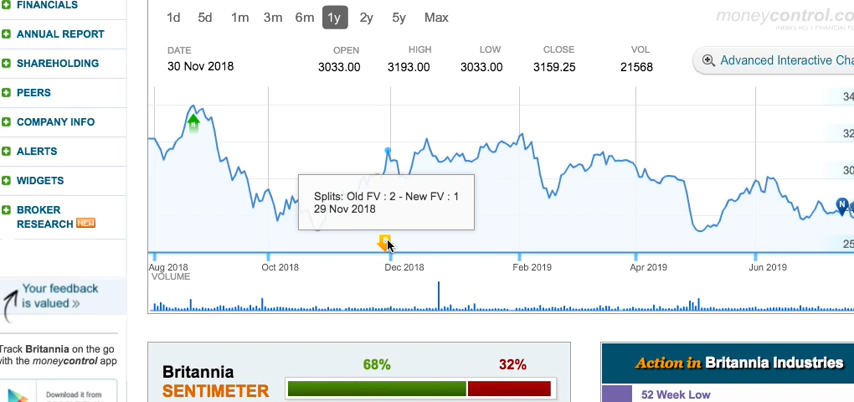 FINANCIALS
ANNUAL REPORT
SHAREHOLDING
PEERS
COMPANY INFO
ALERTS
WIDGETS
BROKER
RESEARCH NEW
Your feedback
is valued »
Track Britannia on the go
with the moneycontrol app
Download it from
1d 5d 1m 3m 6m 1y 2y 5y Max
moneycontrol.co
DATE OPEN HIGH LOW CLOSE VOL
30 Nov 2018 3033.00 3193.00 3033.00 3159.25 21568
Advanced Interactive Cha
34
32
30
Splits: Old FV : 2 - New FV : 1
29 Nov 2018
N
25
Aug 2018 Oct 2018 Dec 2018 Feb 2019 Apr 2019 Jun 2019
VOLUME
Britannia
SENTIMETER
68% 32%
Action in Britannia Industries
52 Week Low